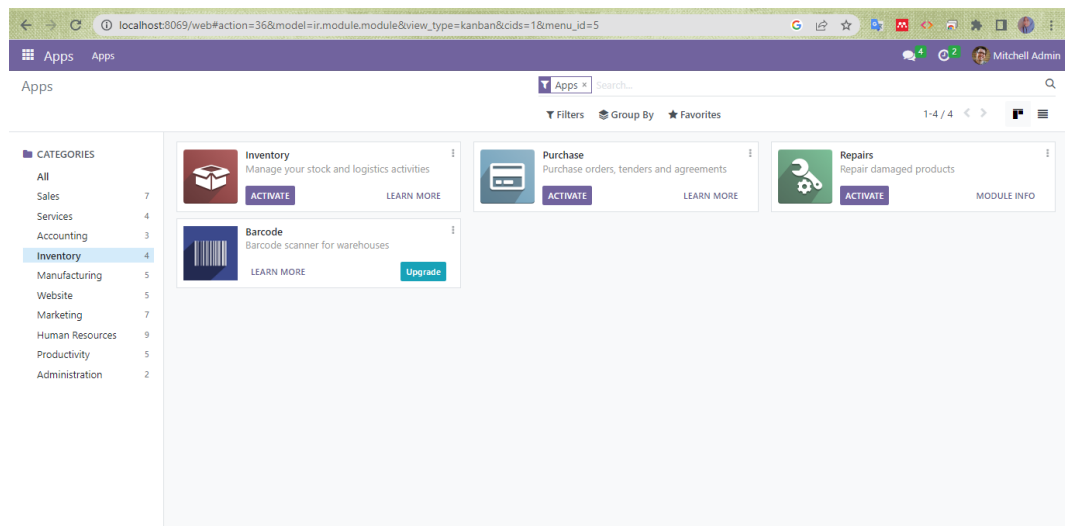 localhost:8069/web#action=36&model=ir.module.module&view_type=kanban&cids=1&menu_id=5
Apps Apps 4 2 Mitchell Admin
Apps Apps × Search...
Filters Group By Favorites 1-4 / 4
CATEGORIES
All
Sales 7
Services 4
Accounting 3
Inventory 4
Manufacturing 5
Website 5
Marketing 7
Human Resources 9
Productivity 5
Administration 2
Inventory
Manage your stock and logistics activities
ACTIVATE LEARN MORE
Purchase
Purchase orders, tenders and agreements
ACTIVATE LEARN MORE
Repairs
Repair damaged products
ACTIVATE MODULE INFO
Barcode
Barcode scanner for warehouses
LEARN MORE Upgrade